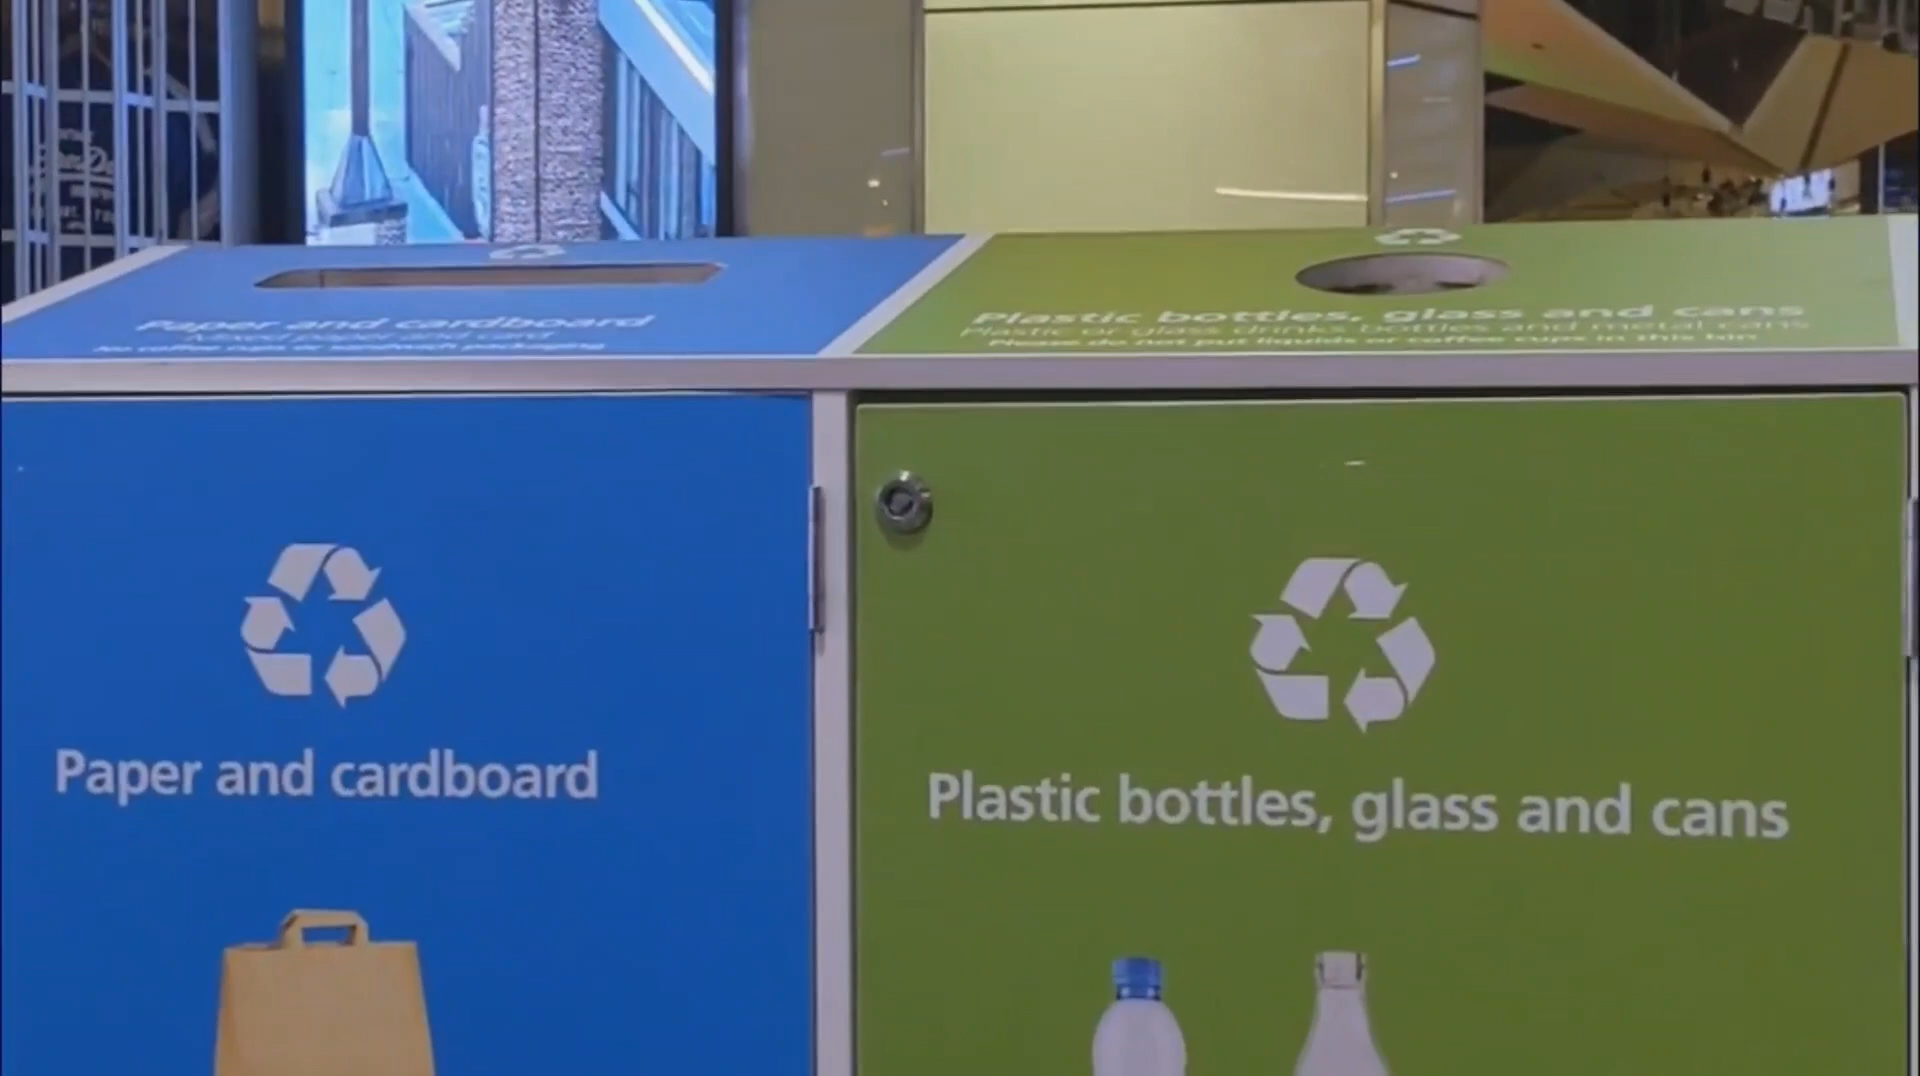 Paper and cardboard
Mixed paper and card
No coffee cups or sandwich packaging
Plastic bottles, glass and cans
Plastic or glass drinks bottles and metal cans
Please do not put liquids or coffee cups in this bin
Paper and cardboard
Plastic bottles, glass and cans